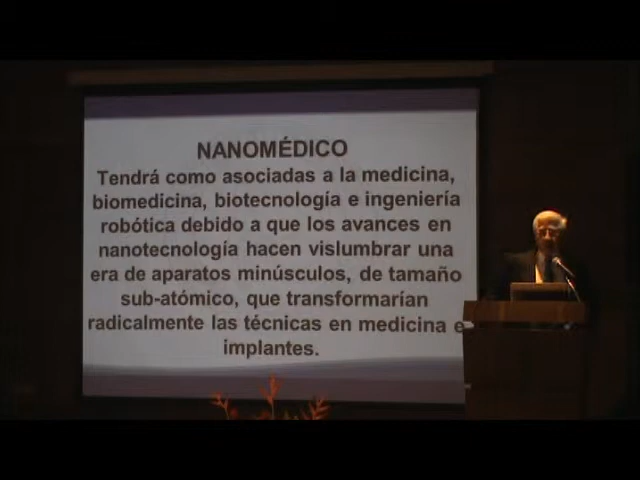 NANOMÉDICO
Tendrá como asociadas a la medicina,
biomedicina, biotecnología e ingeniería
robótica debido a que los avances en
nanotecnología hacen vislumbrar una
era de aparatos minúsculos, de tamaño
sub-atómico, que transformarían
radicalmente las técnicas en medicina e
implantes.